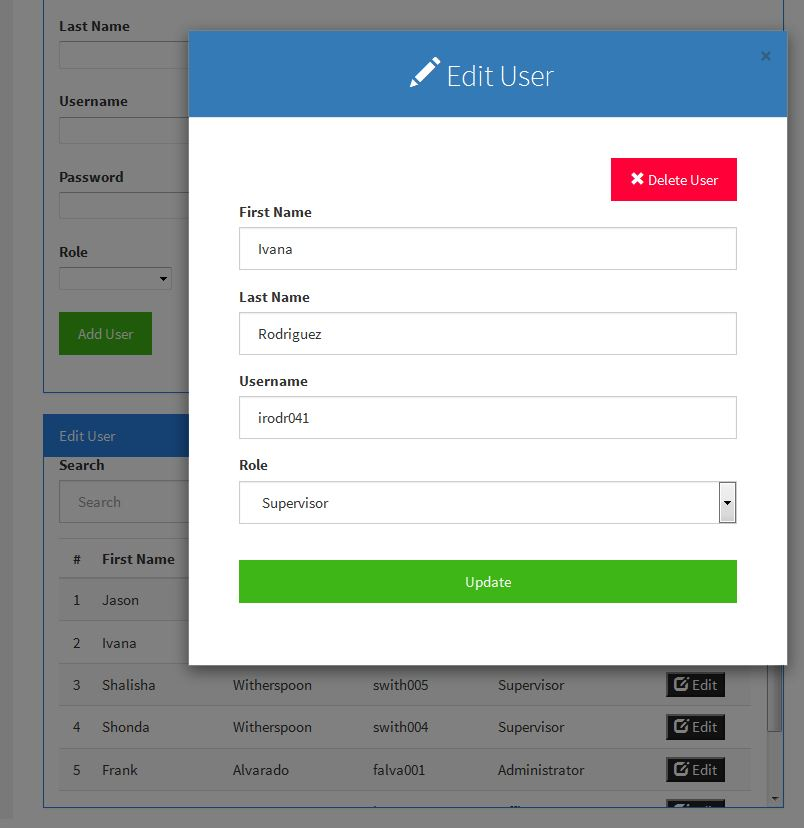 Last Name
Username
Password
Role
Add User
Edit User
Search
Search
# First Name
1 Jason
2 Ivana
3 Shalisha Witherspoon swith005 Supervisor Edit
4 Shonda Witherspoon swith004 Supervisor Edit
5 Frank Alvarado falva001 Administrator Edit
×
Edit User
Delete User
First Name
Ivana
Last Name
Rodriguez
Username
irodr041
Role
Supervisor
Update